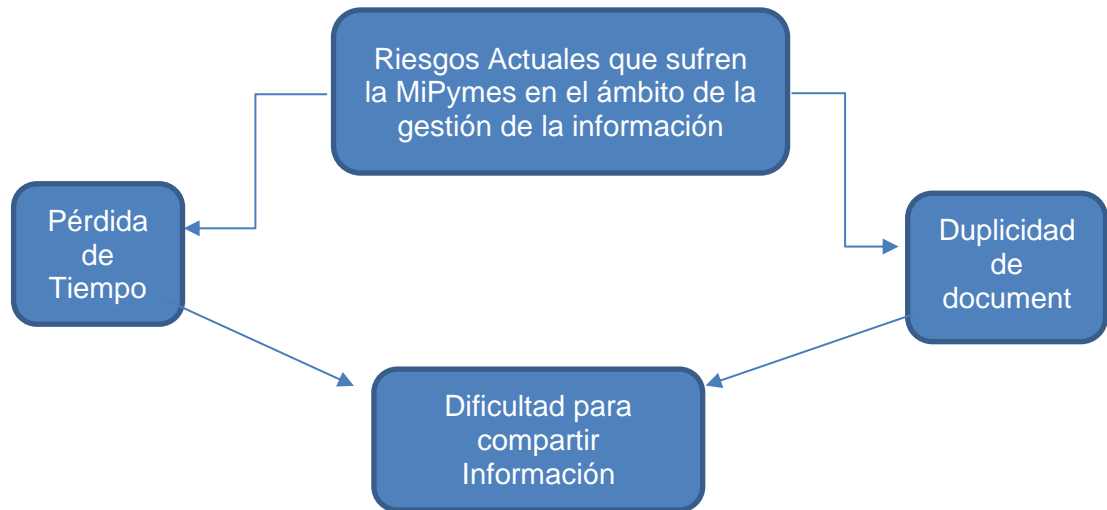 Riesgos Actuales que sufren
la MiPymes en el ámbito de la
gestión de la información
Pérdida
de
Tiempo
Duplicidad
de
document
Dificultad para
compartir
Información